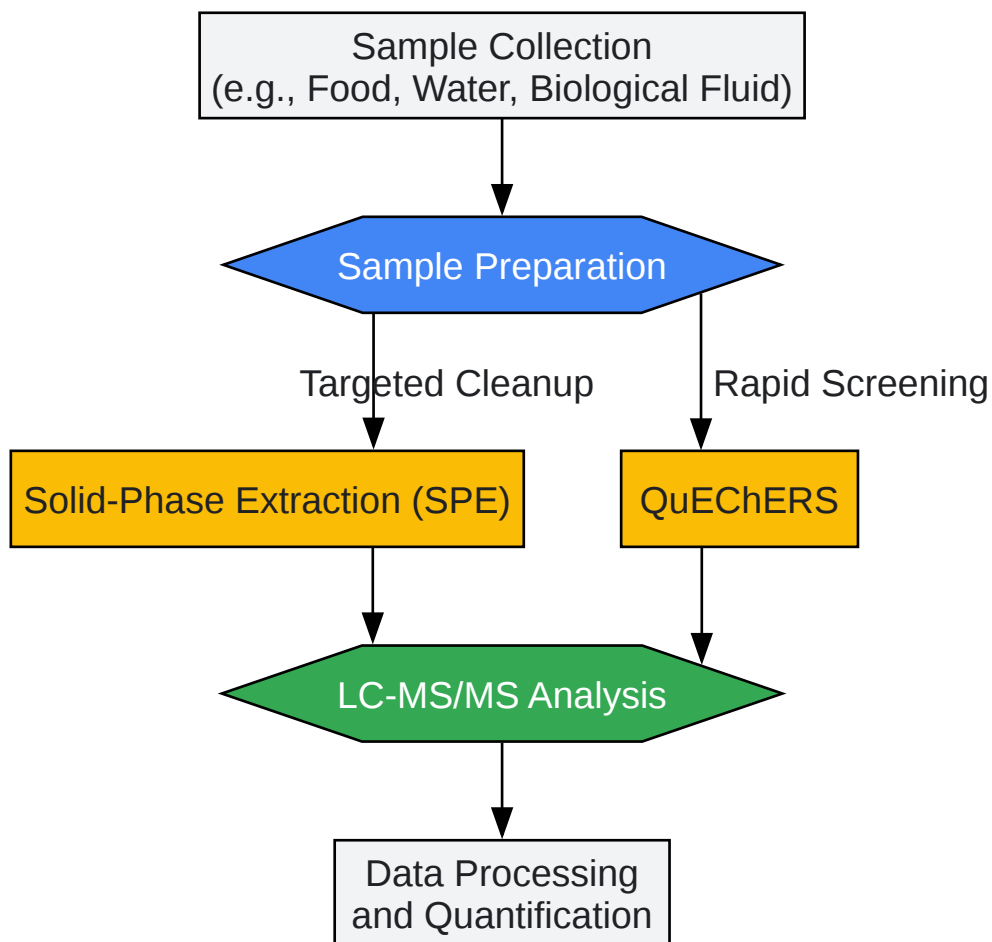 Sample Collection
(e.g., Food, Water, Biological Fluid)
Sample Preparation
Targeted Cleanup
Rapid Screening
Solid-Phase Extraction (SPE)
QuEChERS
LC-MS/MS Analysis
Data Processing
and Quantification